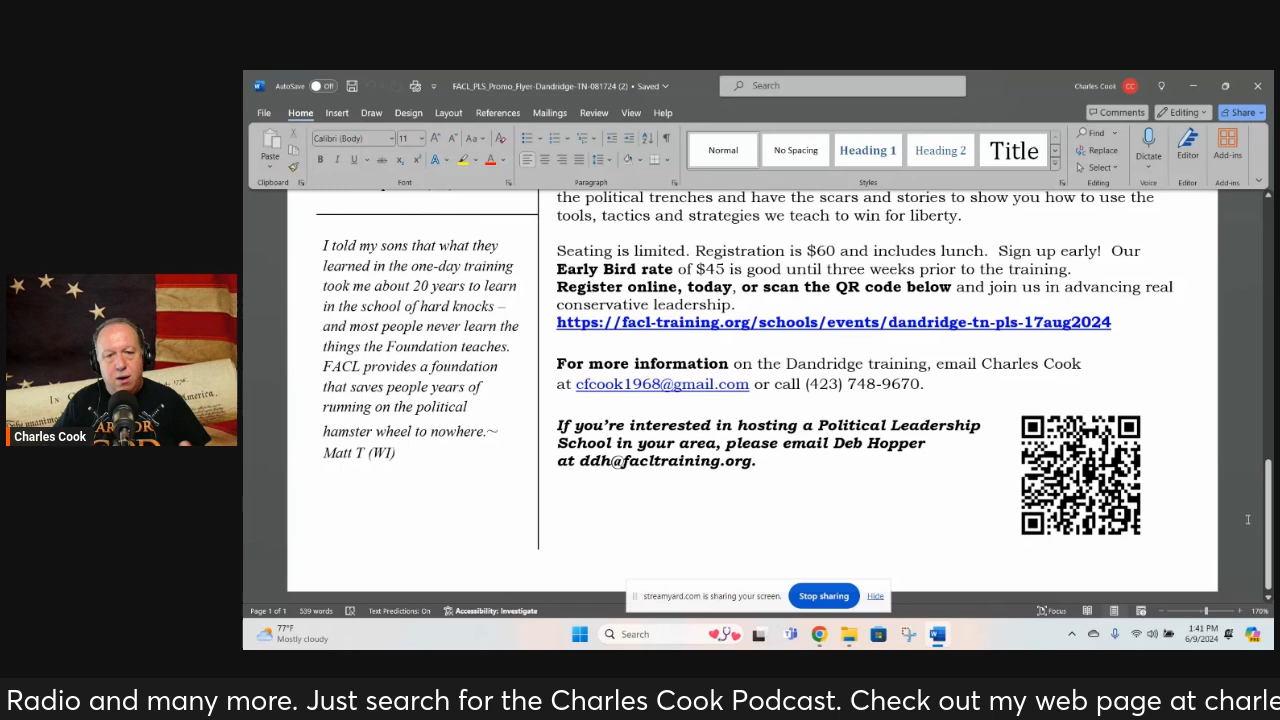 AutoSave Off FACL_PLS_Promo_Flyer-Dandridge-TN-081724 (2) • Saved Search Charles Cook CC
File Home Insert Draw Design Layout References Mailings Review View Help Comments Editing Share
Paste
Clipboard
Calibri (Body) 11
Font
Paragraph
Normal No Spacing Heading 1 Heading 2 Title
Styles
Find
Replace
Select
Editing
Dictate
Voice
Editor
Editor
Add-ins
Add-ins
I told my sons that what they
learned in the one-day training
took me about 20 years to learn
in the school of hard knocks –
and most people never learn the
things the Foundation teaches.
FACL provides a foundation
that saves people years of
running on the political
hamster wheel to nowhere.~
Matt T (WI)
the political trenches and have the scars and stories to show you how to use the
tools, tactics and strategies we teach to win for liberty.
Seating is limited. Registration is $60 and includes lunch. Sign up early! Our
Early Bird rate of $45 is good until three weeks prior to the training.
Register online, today, or scan the QR code below and join us in advancing real
conservative leadership.
https://facl-training.org/schools/events/dandridge-tn-pls-17aug2024
For more information on the Dandridge training, email Charles Cook
at cfcook1968@gmail.com or call (423) 748-9670.
If you're interested in hosting a Political Leadership
School in your area, please email Deb Hopper
at ddh@facltraining.org.
Charles Cook
streamyard.com is sharing your screen. Stop sharing Hide
Page 1 of 1 539 words Text Predictions: On Accessibility: Investigate Focus 170%
77°F
Mostly cloudy
Search
1:41 PM
6/9/2024
Radio and many more. Just search for the Charles Cook Podcast. Check out my web page at charle